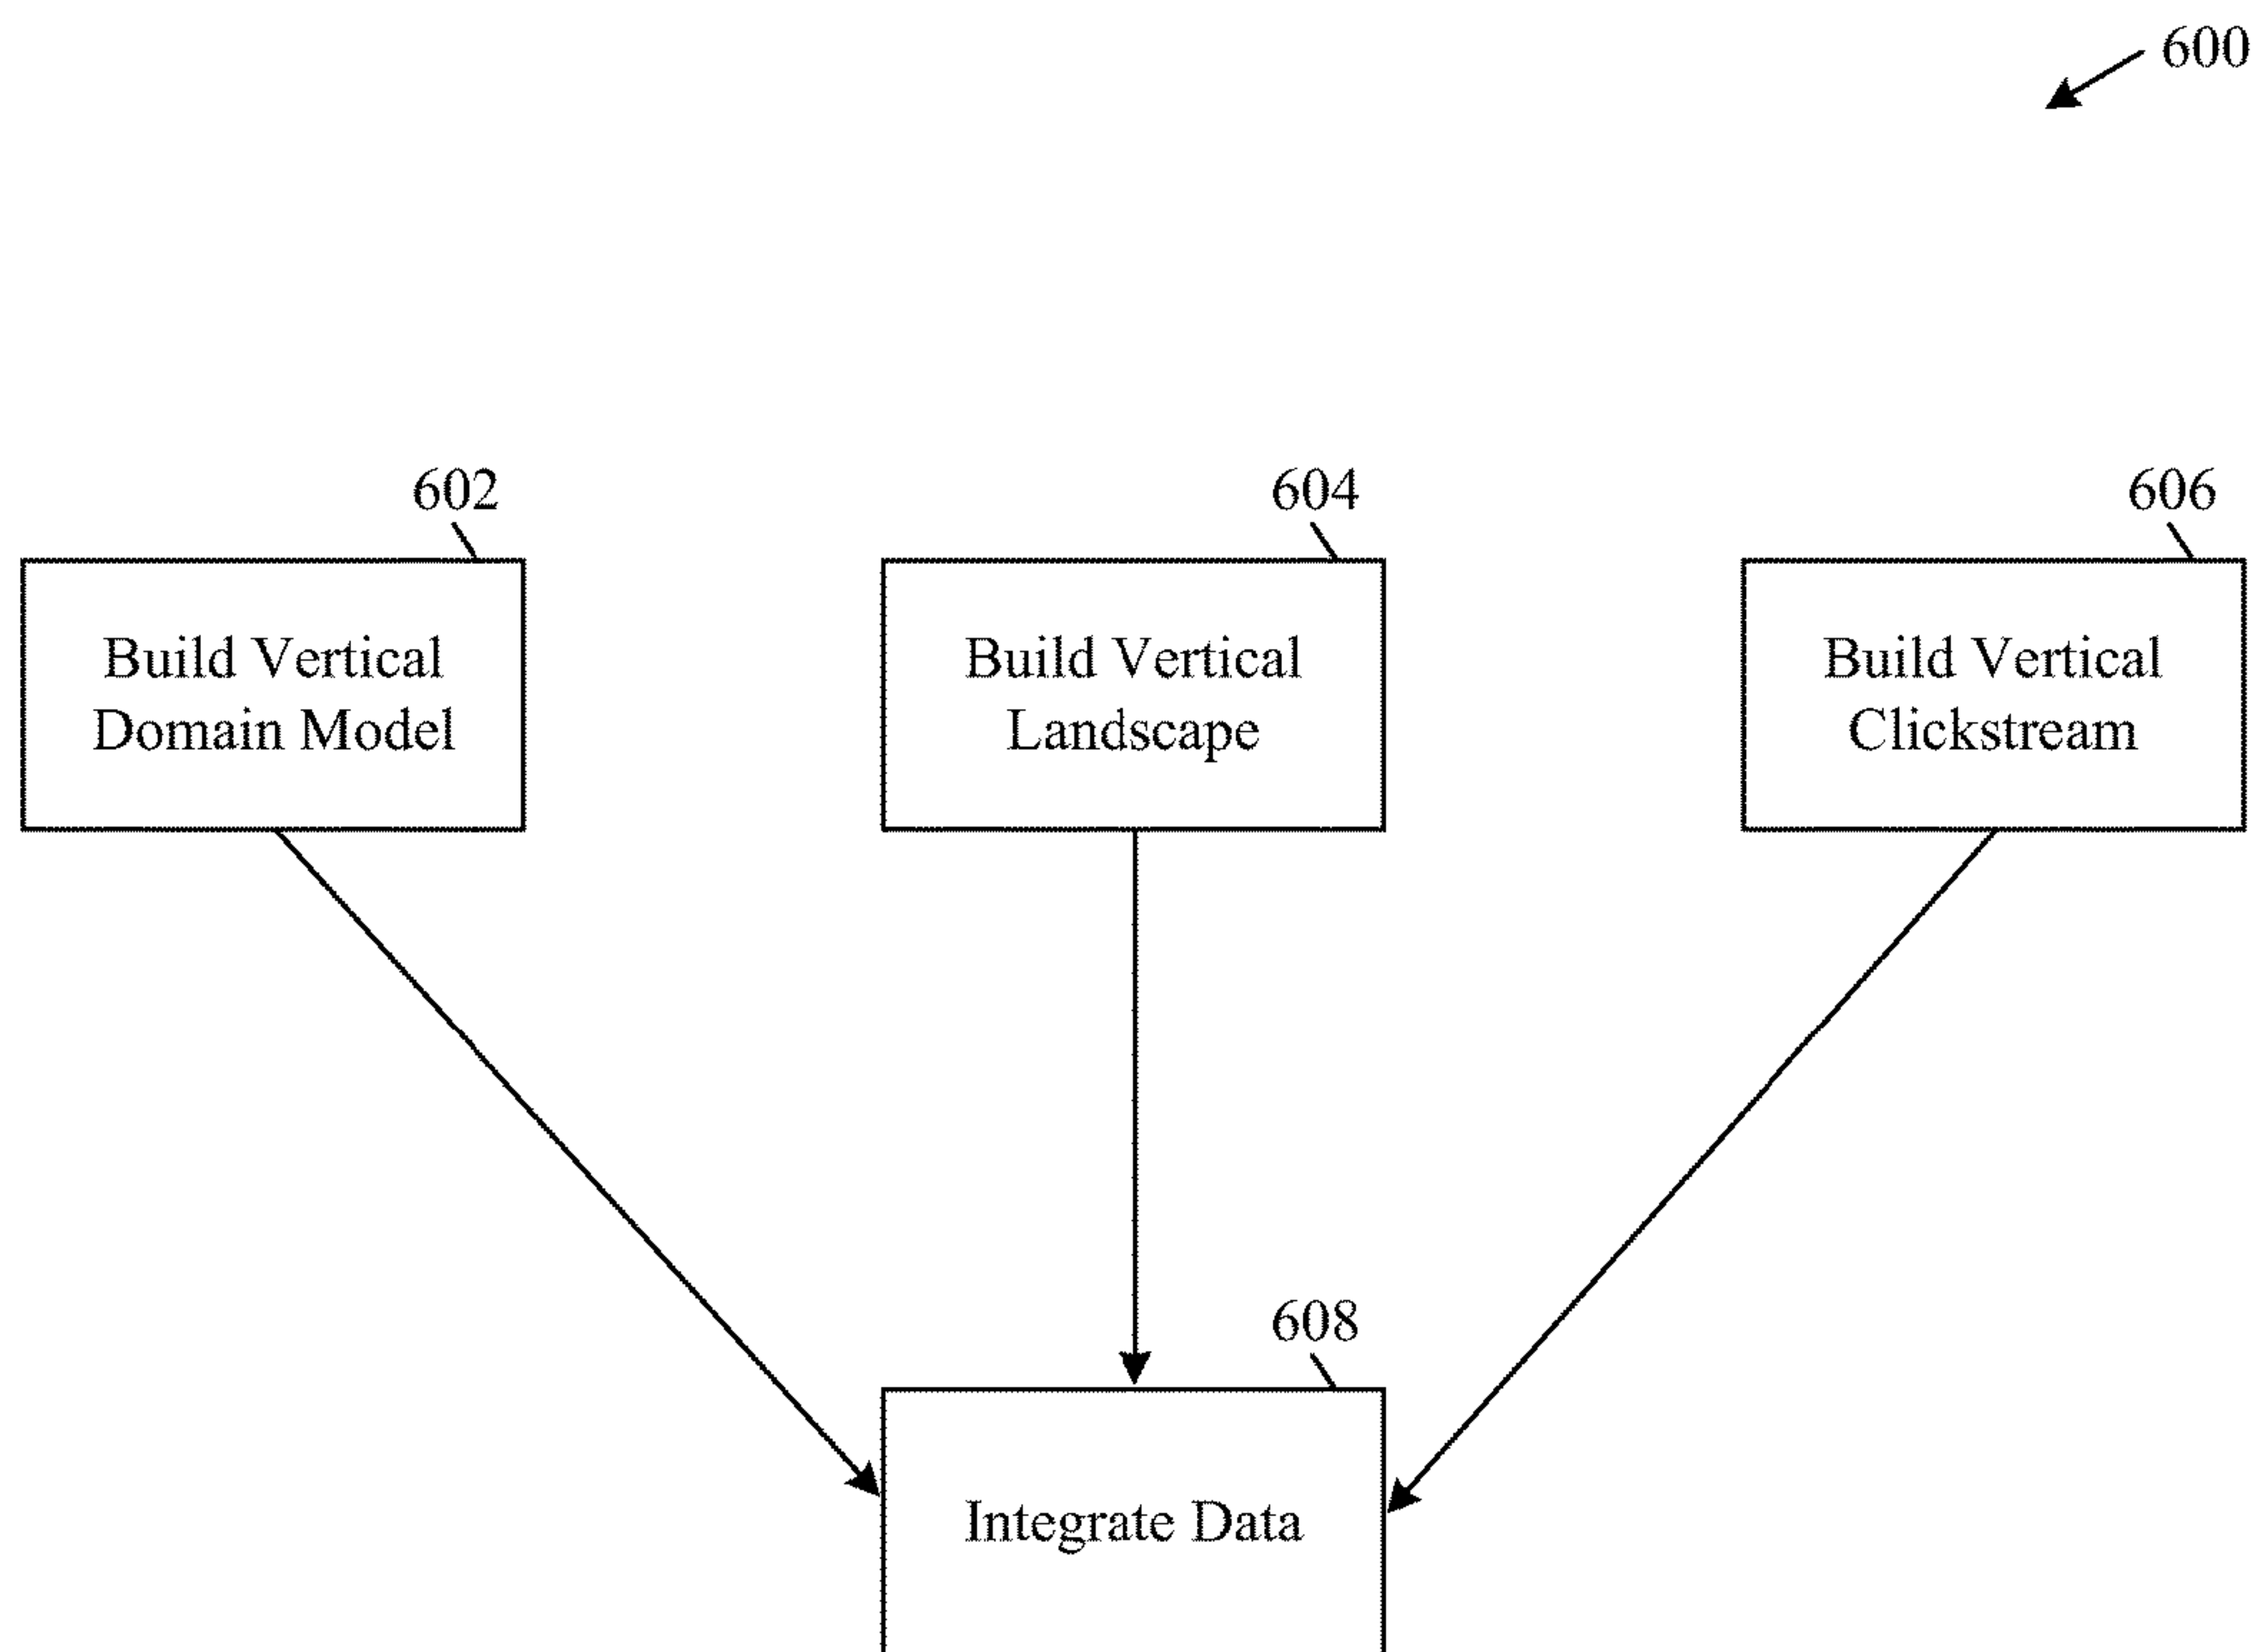 600
602
604
606
Build Vertical
Domain Model
Build Vertical
Landscape
Build Vertical
Clickstream
608
Integrate Data